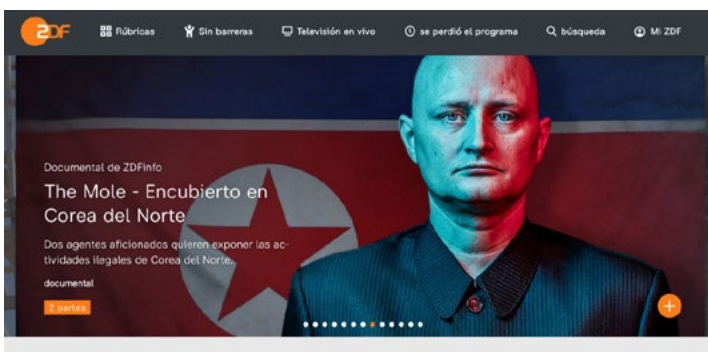 ZDF
Rúbricas
Sin barreras
Televisión en vivo
se perdió el programa
búsqueda
Mi ZDF
Documental de ZDFinfo
The Mole - Encubierto en
Corea del Norte
Dos agentes aficionados quieren exponer las ac-
tividades ilegales de Corea del Norte.
documental
2 partes